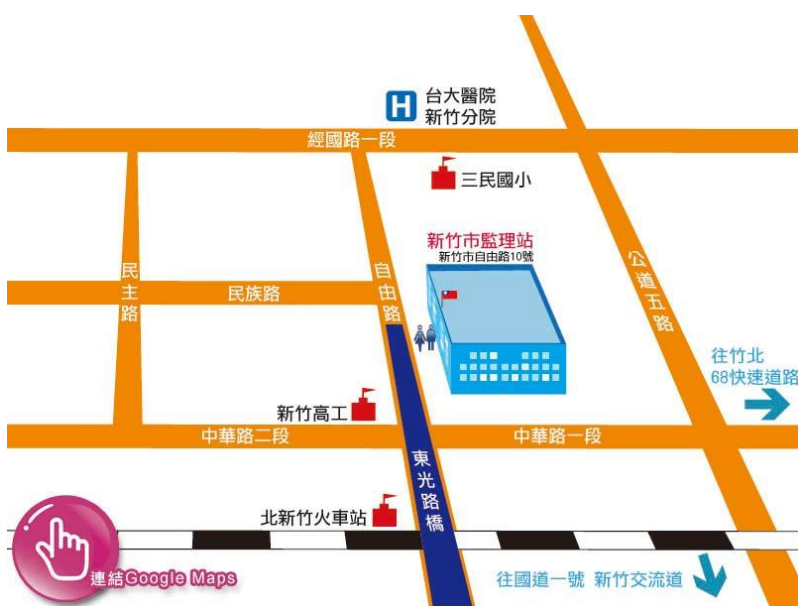 台大醫院
新竹分院
經國路一段
三民國小
新竹市監理站
新竹市自由路10號
民主路
民族路
自由路
公道五路
往竹北
68快速道路
新竹高工
中華路二段
中華路一段
東光路橋
北新竹火車站
連結Google Maps
往國道一號 新竹交流道